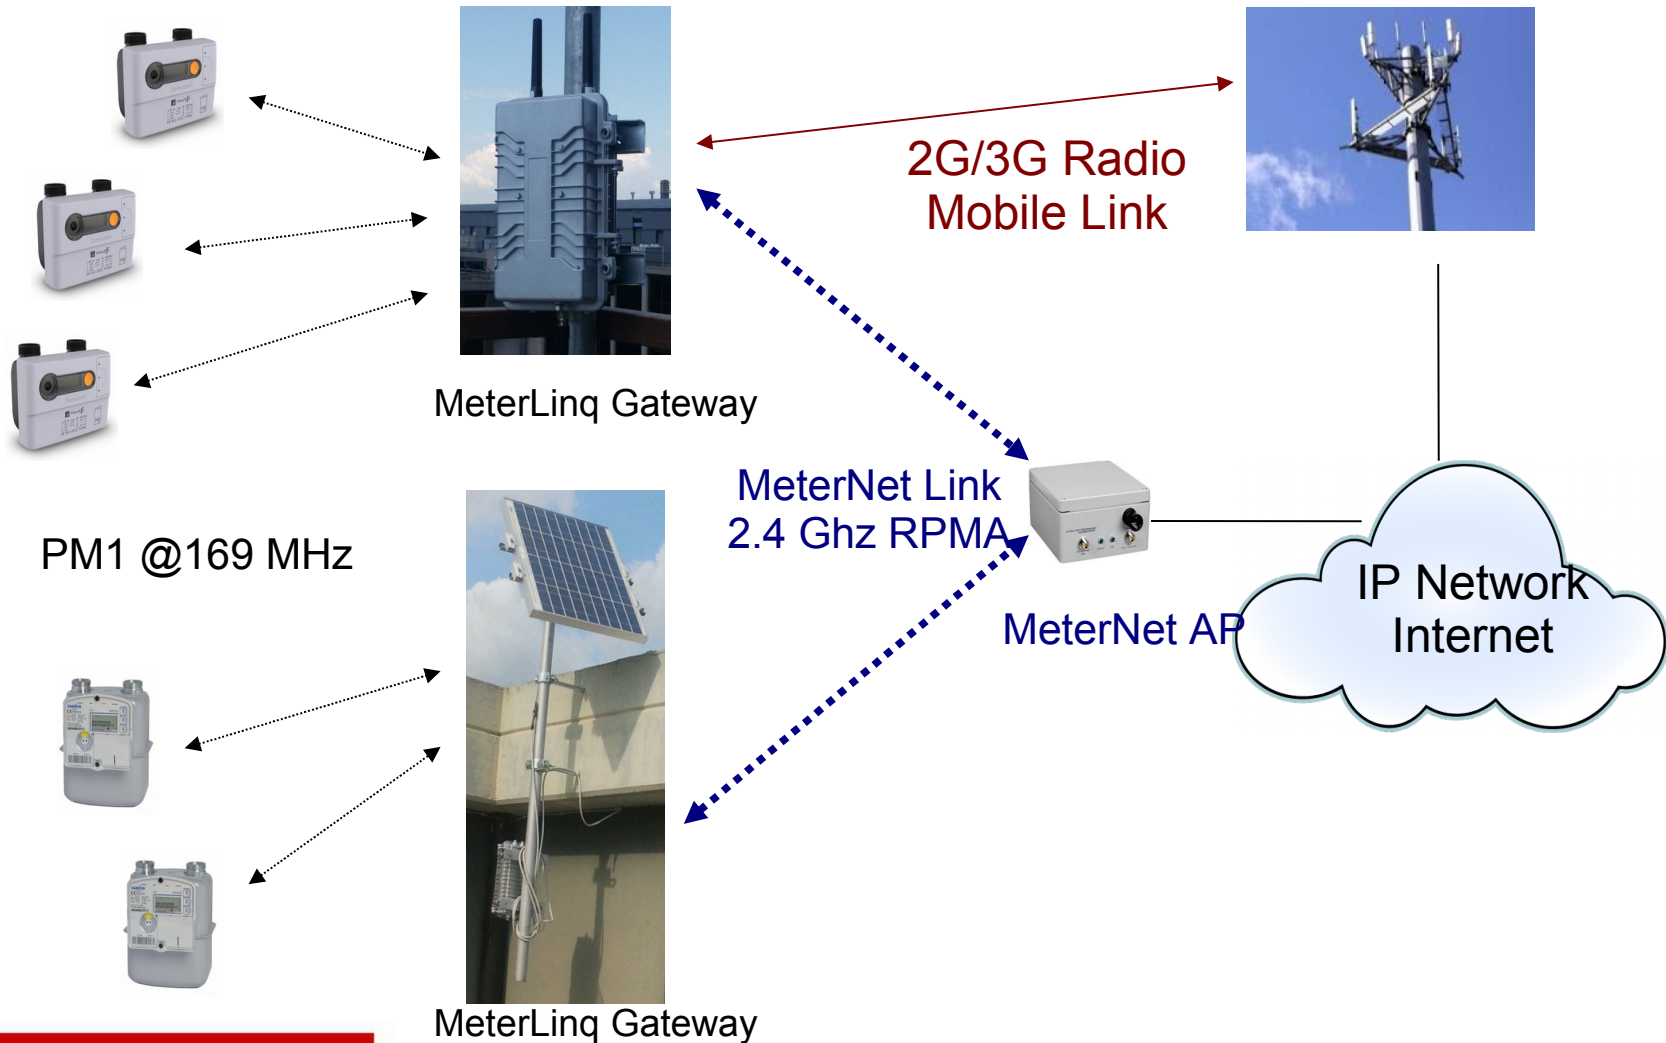 2G/3G Radio
Mobile Link
MeterLinq Gateway
MeterNet Link
2.4 Ghz RPMA
PM1 @169 MHz
IP Network
Internet
MeterNet AP
MeterLinq Gateway